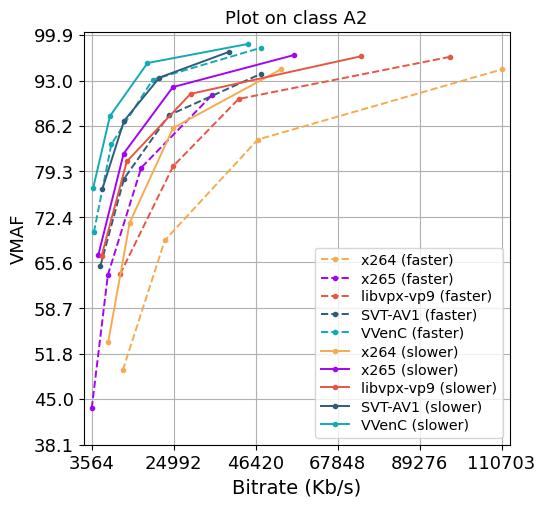 Plot on class A2
99.9
93.0
86.2
79.3
72.4
65.6
58.7
51.8
45.0
38.1
VMAF
x264 (faster)
x265 (faster)
libvpx-vp9 (faster)
SVT-AV1 (faster)
VVenC (faster)
x264 (slower)
x265 (slower)
libvpx-vp9 (slower)
SVT-AV1 (slower)
VVenC (slower)
3564 24992 46420 67848 89276 110703
Bitrate (Kb/s)